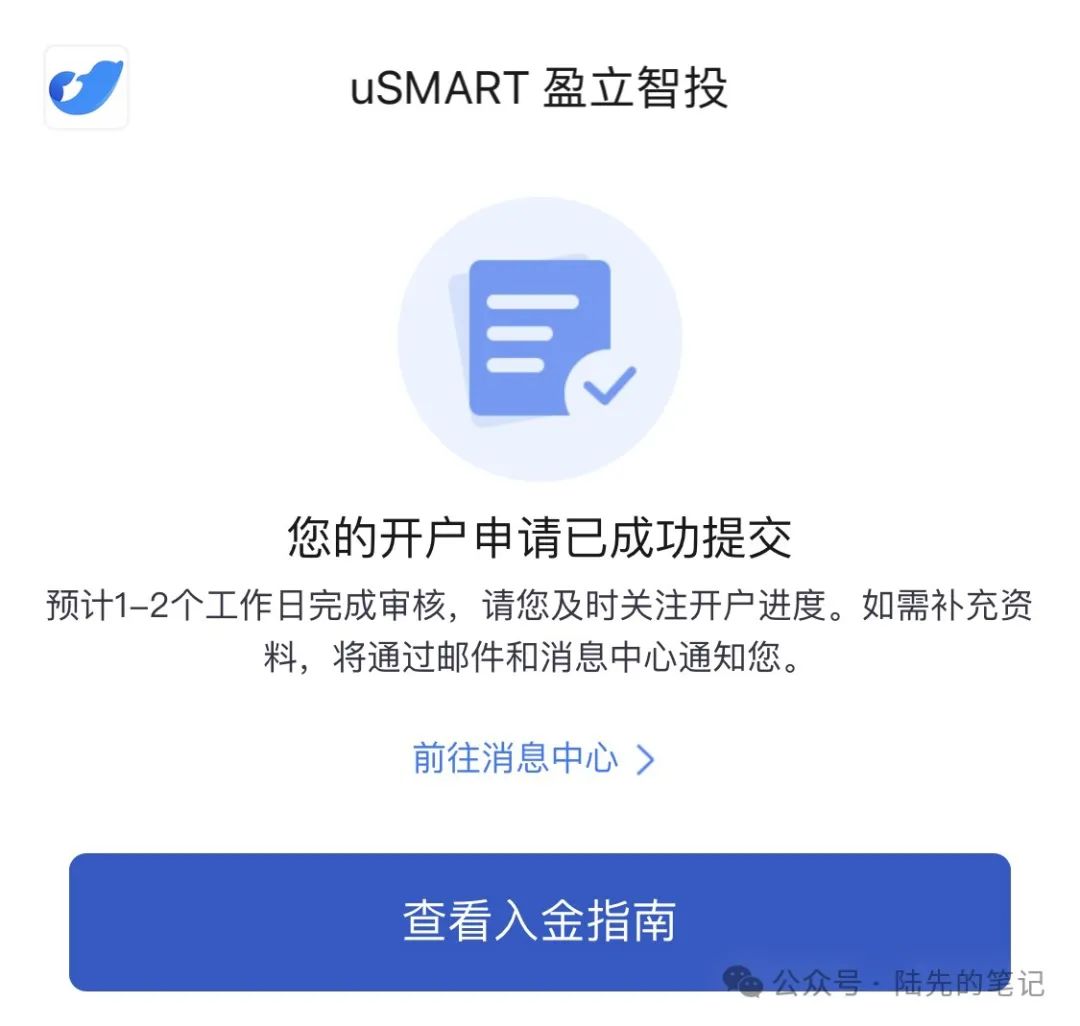 uSMART 盈立智投
您的开户申请已成功提交
预计1-2个工作日完成审核，请您及时关注开户进度。如需补充资
料，将通过邮件和消息中心通知您。
前往消息中心
查看入金指南
公众号 · 陆先的笔记